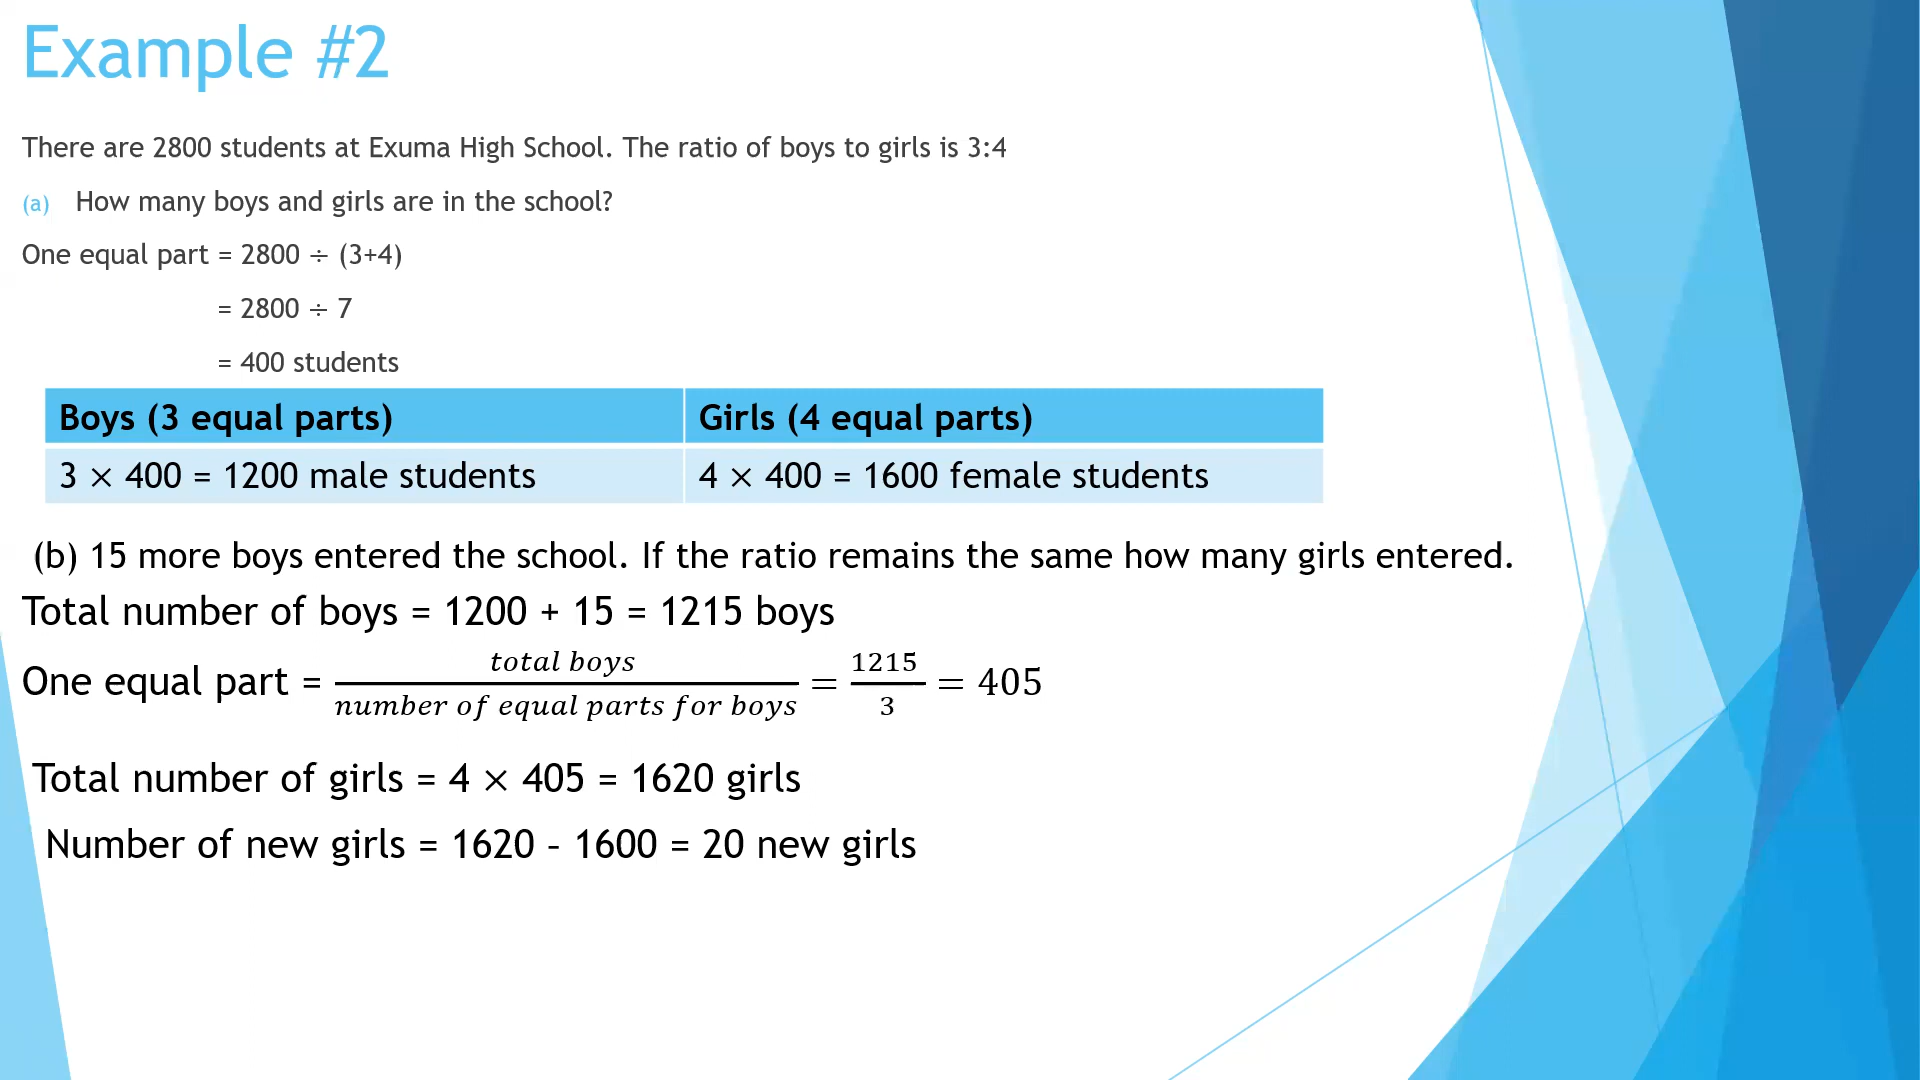 Example #2
There are 2800 students at Exuma High School. The ratio of boys to girls is 3:4
(a) How many boys and girls are in the school?
One equal part = 2800 ÷ (3+4)
= 2800 ÷ 7
= 400 students
Boys (3 equal parts) Girls (4 equal parts)
3 × 400 = 1200 male students 4 × 400 = 1600 female students
(b) 15 more boys entered the school. If the ratio remains the same how many girls entered.
Total number of boys = 1200 + 15 = 1215 boys
One equal part = total boys / number of equal parts for boys = 1215 / 3 = 405
Total number of girls = 4 × 405 = 1620 girls
Number of new girls = 1620 – 1600 = 20 new girls